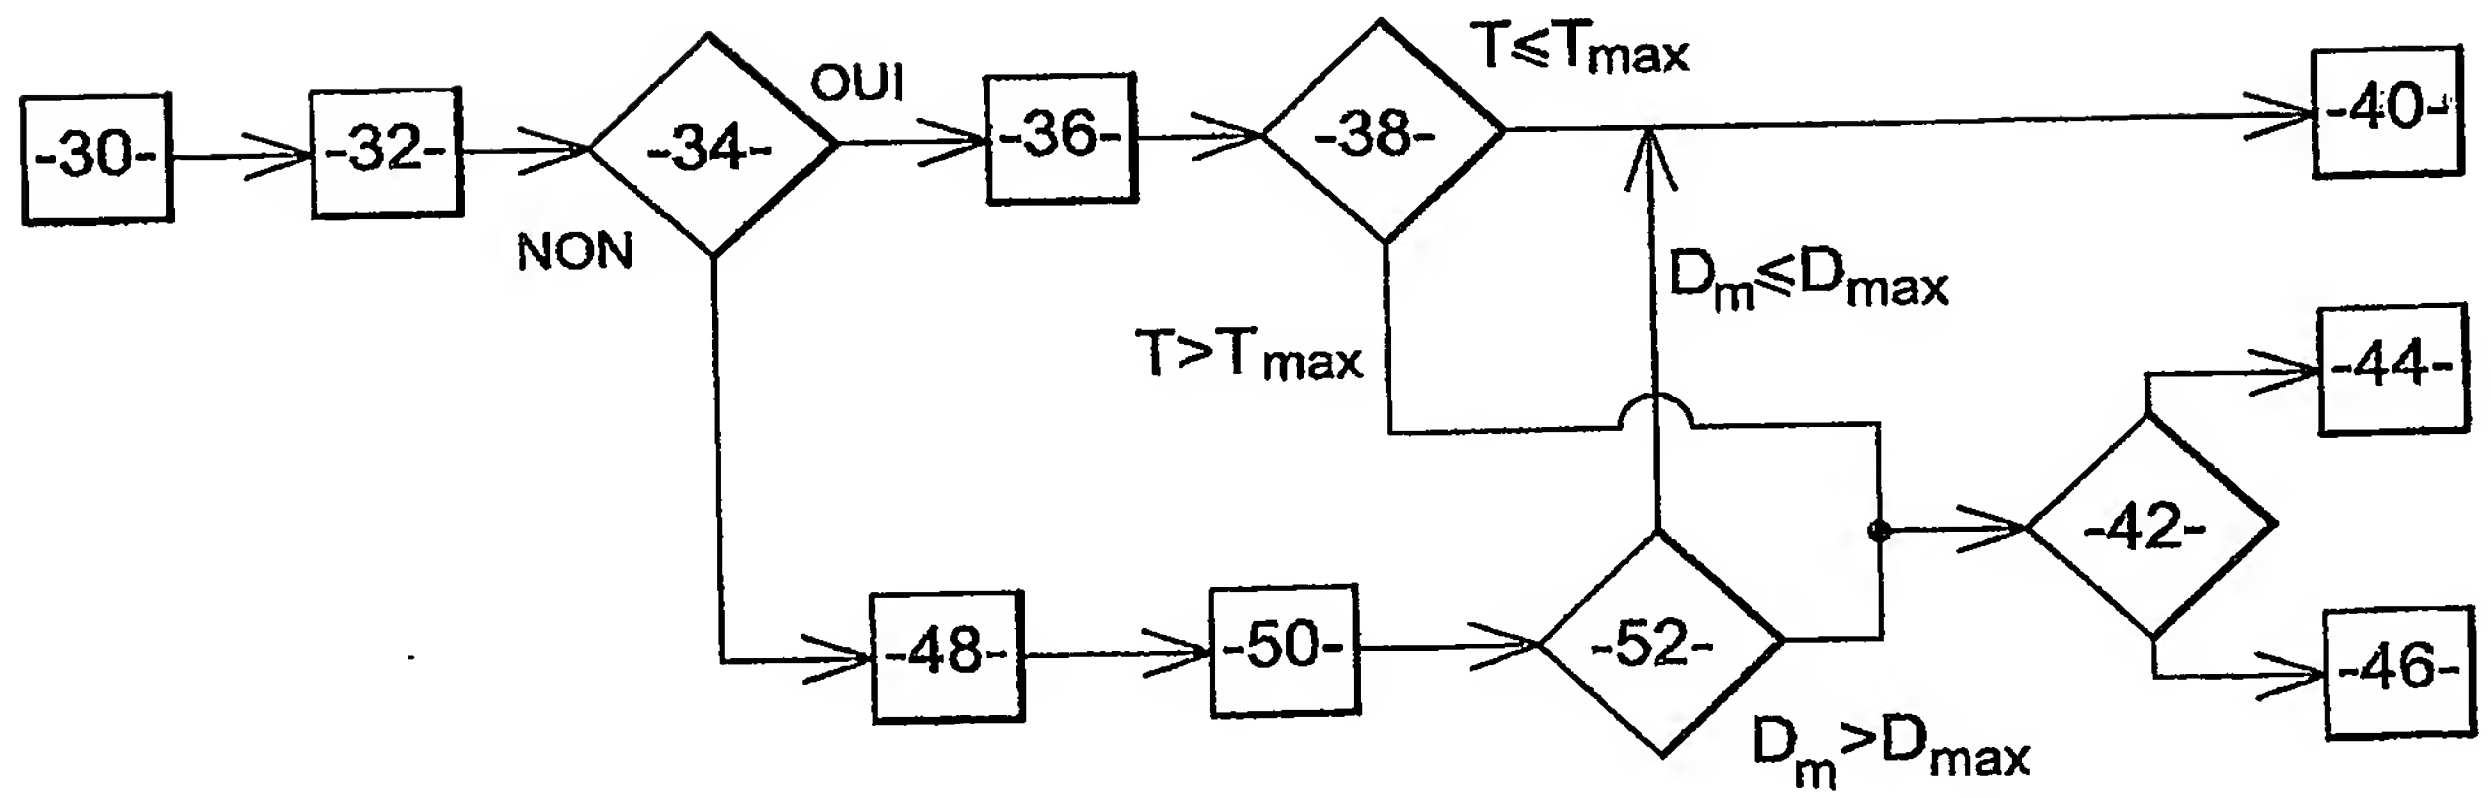 -30-
-32-
-34-
OUI
NON
-36-
-38-
T⩽Tmax
-40-
Dm⩽Dmax
T>Tmax
-44-
-42-
-48-
-50-
-52-
-46-
Dm>Dmax